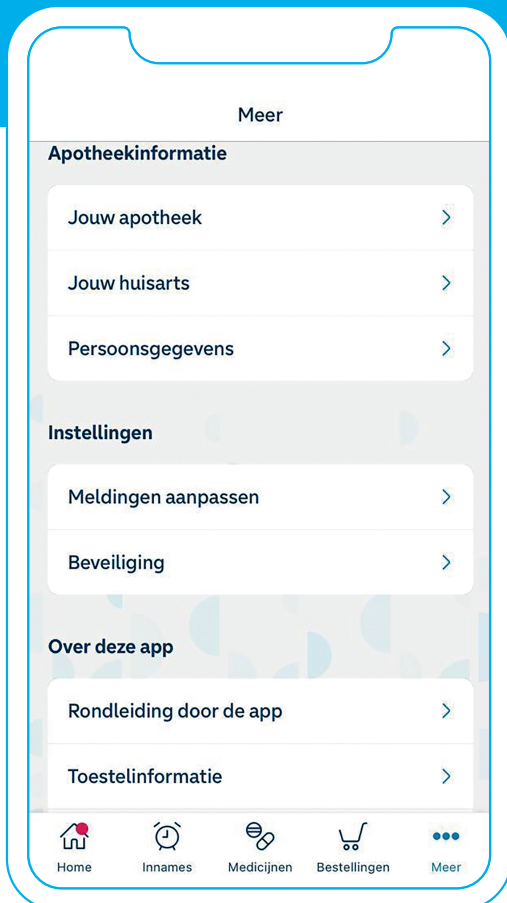 Meer
Apotheekinformatie
Jouw apotheek
Jouw huisarts
Persoonsgegevens
Instellingen
Meldingen aanpassen
Beveiliging
Over deze app
Rondleiding door de app
Toestelinformatie
Home Innames Medicijnen Bestellingen Meer